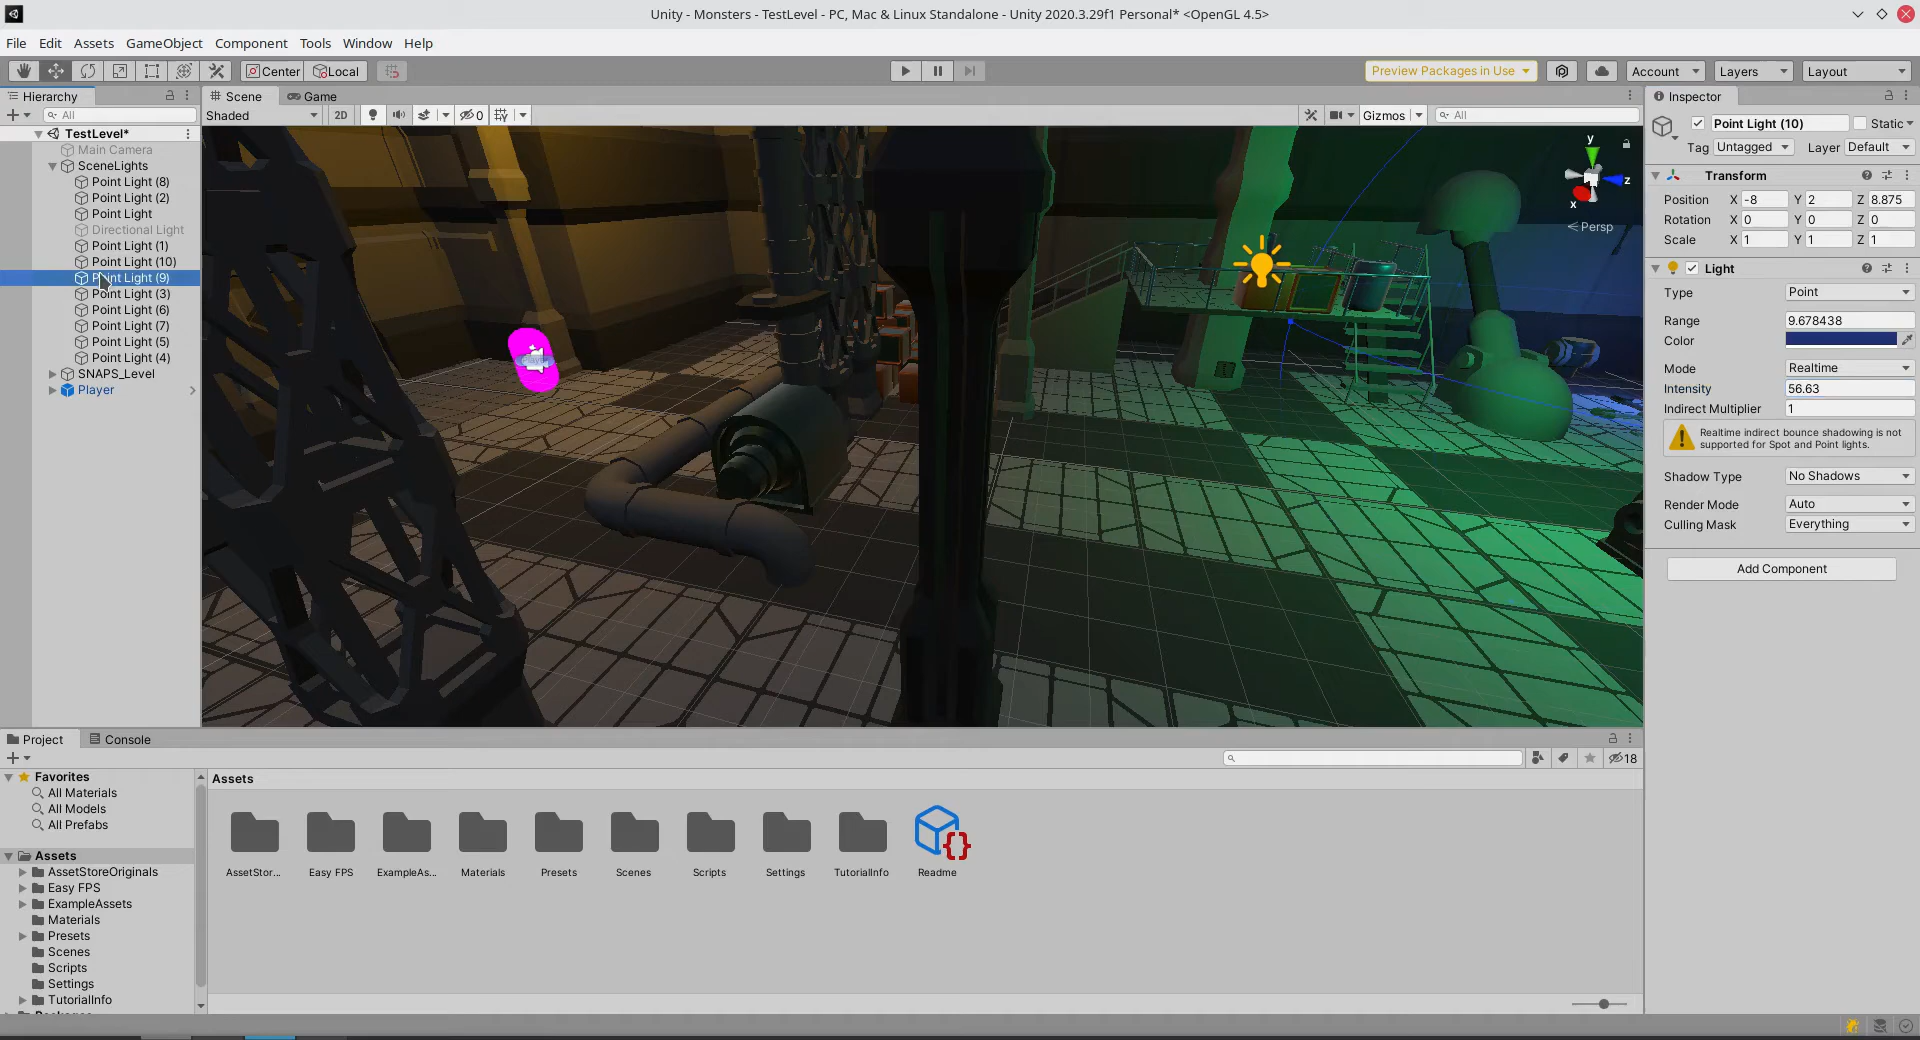 Unity - Monsters - TestLevel - PC, Mac & Linux Standalone - Unity 2020.3.29f1 Personal* <OpenGL 4.5>
File Edit Assets GameObject Component Tools Window Help
Center Local Preview Packages in Use Account Layers Layout
Hierarchy
All
TestLevel*
Main Camera
SceneLights
Point Light (8)
Point Light (2)
Point Light
Directional Light
Point Light (1)
Point Light (10)
Point Light (9)
Point Light (3)
Point Light (6)
Point Light (7)
Point Light (5)
Point Light (4)
SNAPS_Level
Player
Scene Game
Shaded 2D 0 Gizmos All
y
z
x
Persp
Inspector
Point Light (10) Static
Tag Untagged Layer Default
Transform
Position X -8 Y 2 Z 8.875
Rotation X 0 Y 0 Z 0
Scale X 1 Y 1 Z 1
Light
Type Point
Range 9.678438
Color
Mode Realtime
Intensity 56.63
Indirect Multiplier 1
Realtime indirect bounce shadowing is not
supported for Spot and Point lights.
Shadow Type No Shadows
Render Mode Auto
Culling Mask Everything
Add Component
Project Console
18
Favorites
All Materials
All Models
All Prefabs
Assets
AssetStoreOriginals
Easy FPS
ExampleAssets
Materials
Presets
Scenes
Scripts
Settings
TutorialInfo
Assets
AssetStor... Easy FPS ExampleAs... Materials Presets Scenes Scripts Settings TutorialInfo Readme